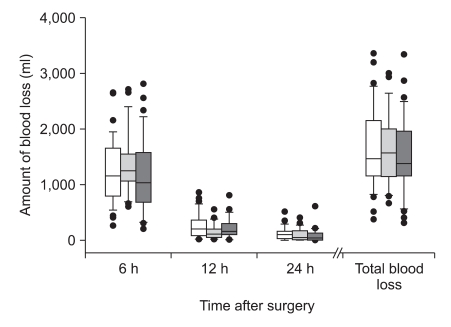 Amount of blood loss (ml)
4,000
3,000
2,000
1,000
0
6 h
12 h
24 h
Total blood
loss
Time after surgery